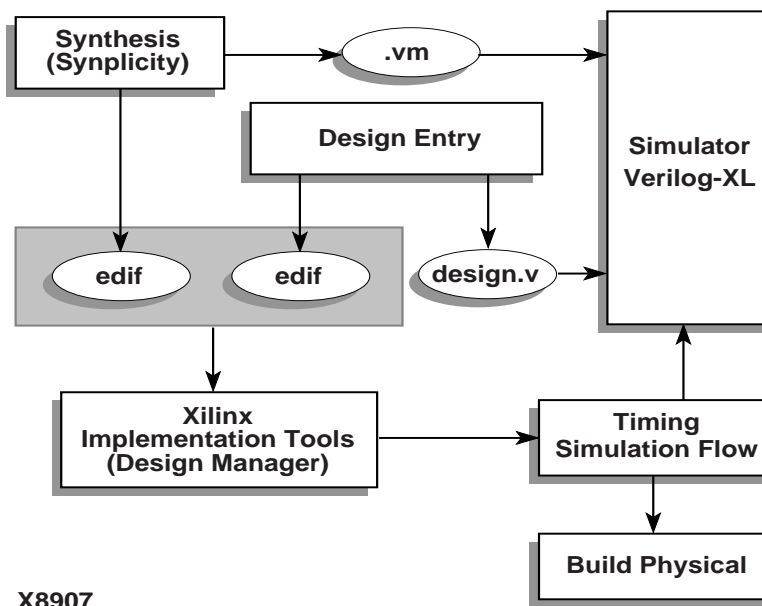 Synthesis
(Synplicity)
.vm
Design Entry
Simulator
Verilog-XL
edif
edif
design.v
Xilinx
Implementation Tools
(Design Manager)
Timing
Simulation Flow
Build Physical
X8907